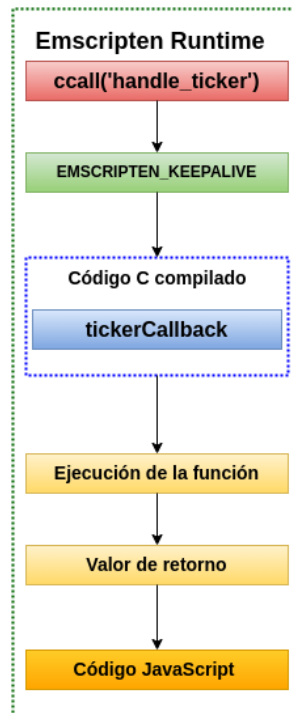 Emscripten Runtime
ccall('handle_ticker')
EMSCRIPTEN_KEEPALIVE
Código C compilado
tickerCallback
Ejecución de la función
Valor de retorno
Código JavaScript